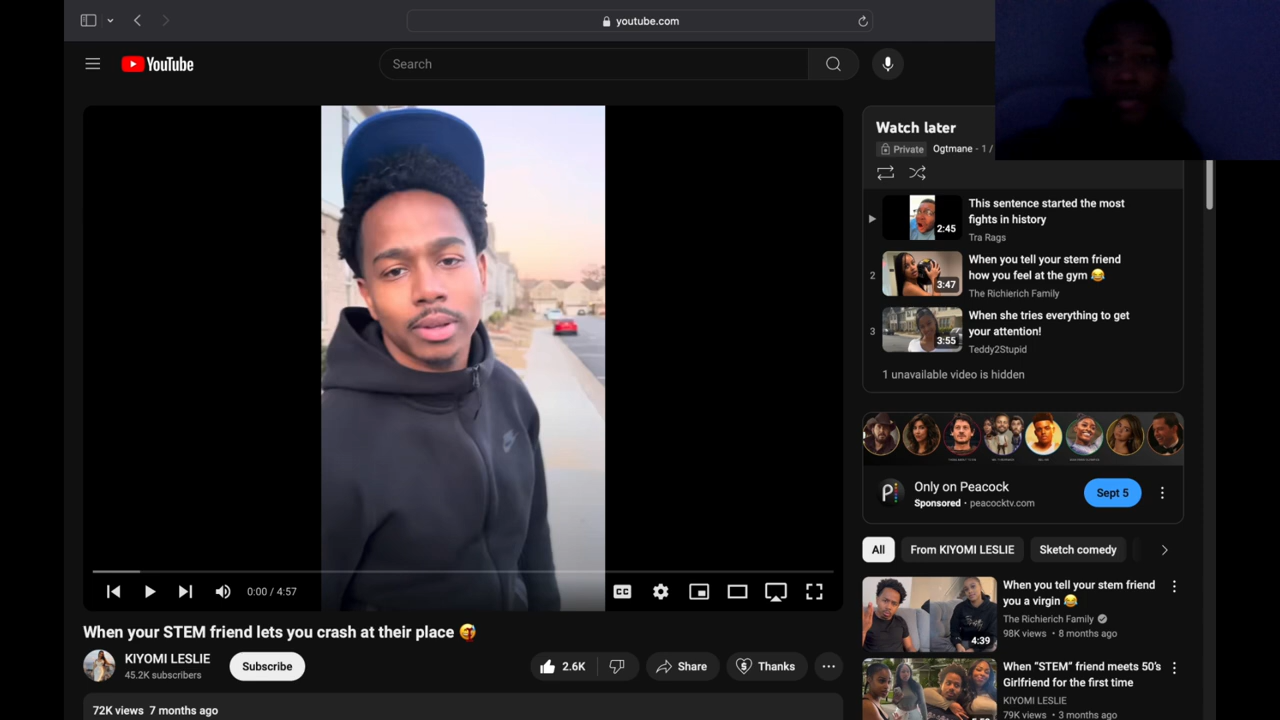 youtube.com
YouTube
Search
Watch later
Private
Ogtmane - 1 /
This sentence started the most
fights in history
Tra Rags
2:45
2
When you tell your stem friend
how you feel at the gym 😂
The Richierich Family
3:47
3
When she tries everything to get
your attention!
Teddy2Stupid
3:55
1 unavailable video is hidden
Only on Peacock
Sponsored · peacocktv.com
Sept 5
All
From KIYOMI LESLIE
Sketch comedy
0:00 / 4:57
CC
When your STEM friend lets you crash at their place
KIYOMI LESLIE
45.2K subscribers
Subscribe
2.6K
Share
Thanks
72K views 7 months ago
When you tell your stem friend
you a virgin 😂
The Richierich Family
98K views · 8 months ago
4:39
When “STEM” friend meets 50's
Girlfriend for the first time
KIYOMI LESLIE
79K views · 3 months ago